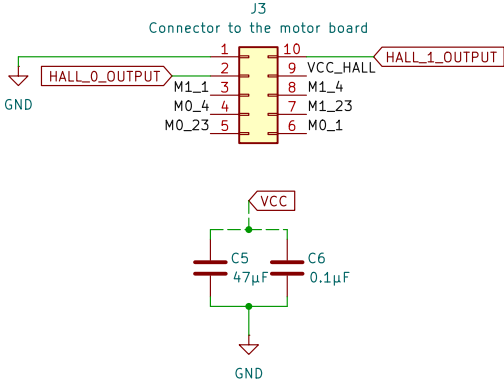 J3
Connector to the motor board
1 10 HALL_1_OUTPUT
HALL_0_OUTPUT 2 9 VCC_HALL
GND
M1_1 3 8 M1_4
M0_4 4 7 M1_23
M0_23 5 6 M0_1
VCC
C5 C6
47µF 0.1µF
GND